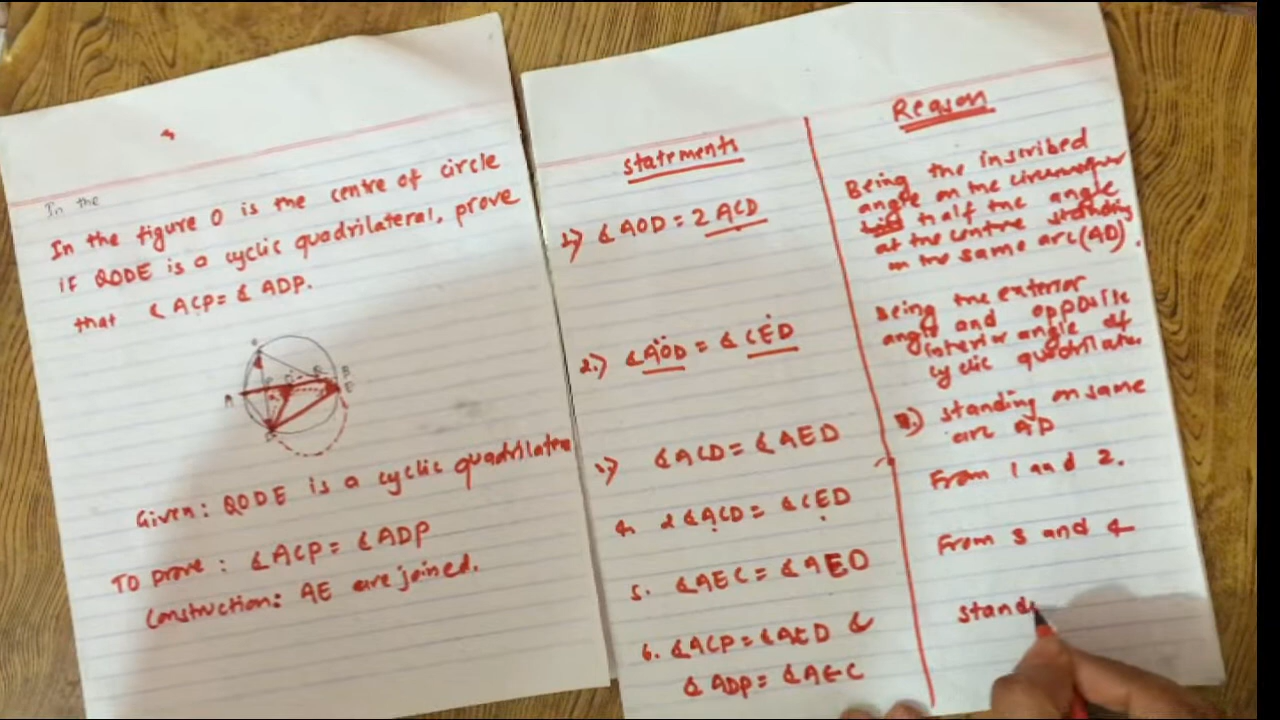 In the
In the figure O is the centre of circle
if QODE is a cyclic quadrilateral, prove
that ∡ ACP = ∡ ADP.
A
B
E
Given: QODE is a cyclic quadrilatera
TO prove : ∡ACP = ∡ADP
Construction: AE are joined.
statements
1.) ∡AOD = 2 ACD
2.) ∡AOD = ∡CED
3.) ∡ACD = ∡AED
4. 2∡ACD = ∡CED
5. ∡AEC = ∡AED
6. ∡ACP = ∡AED &
∡ADP = ∡AEC
Reason
Being the inscribed
angle on the circumference
is half the angle
at the centre standing
on the same arc (AD).
Being the exterior
angle and opposite
interior angle of
cyclic quadrilate.
3.) standing on same
arc AD
From 1 and 2.
From 3 and 4
stand